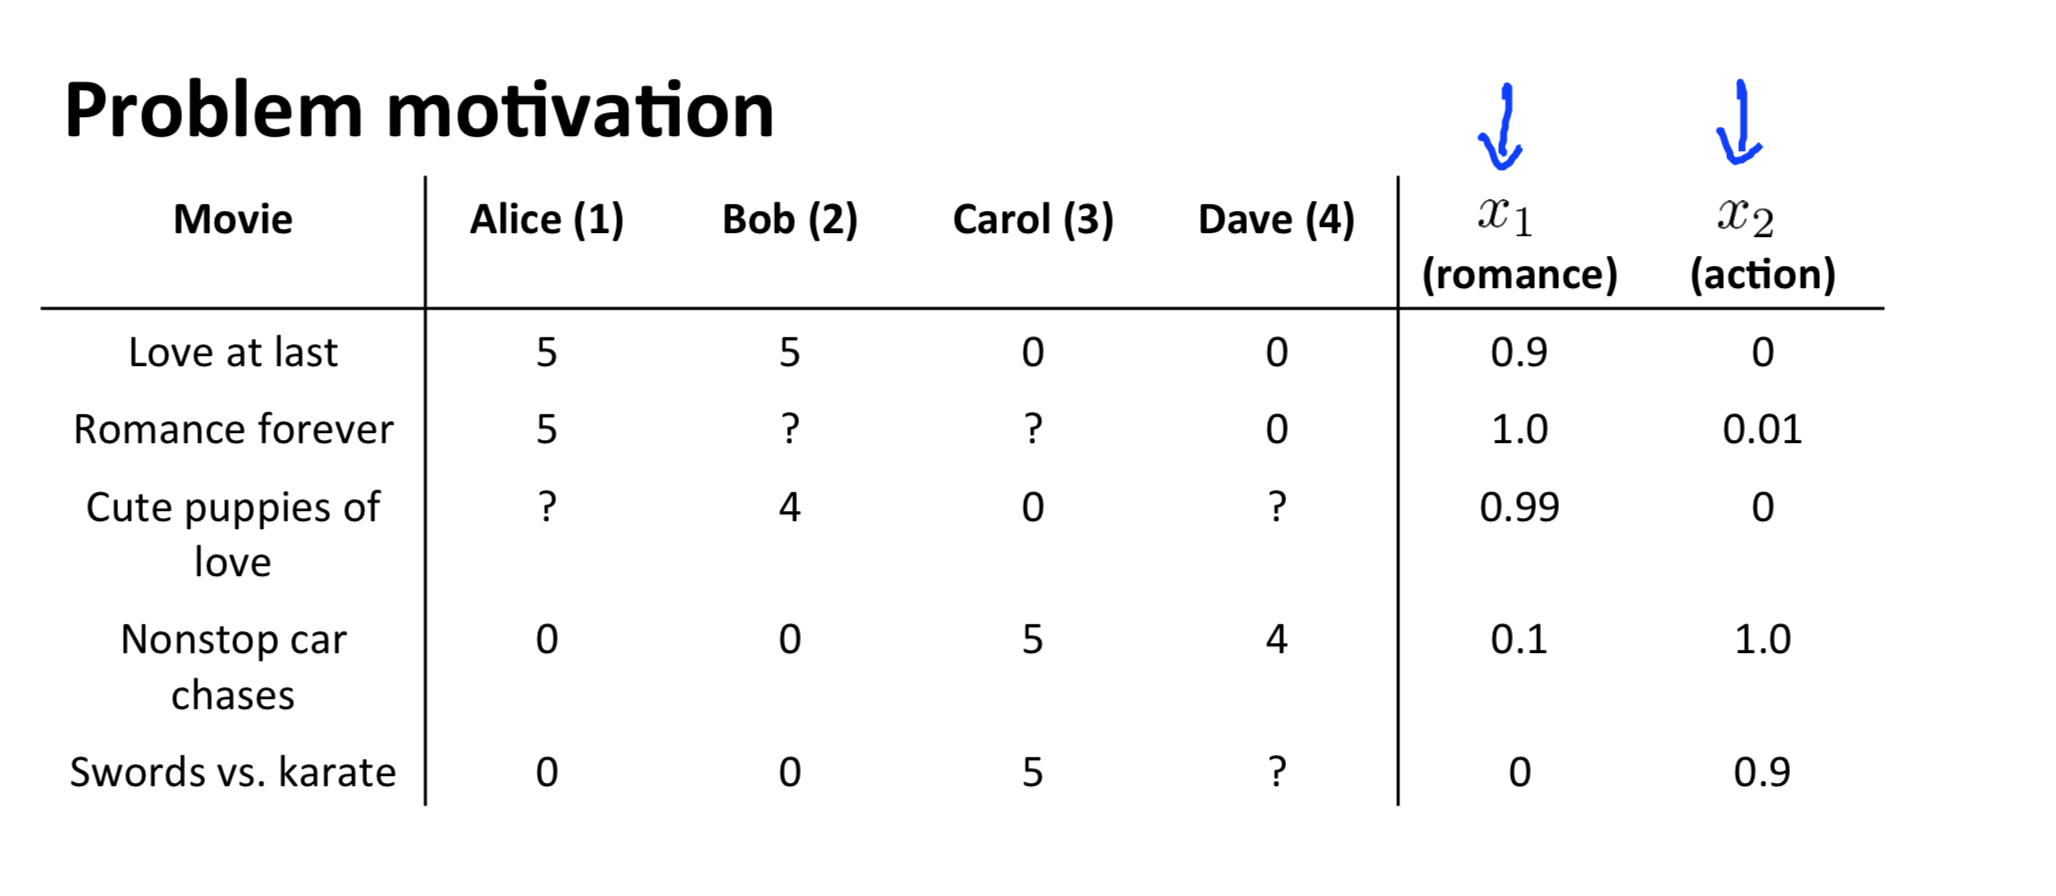 Problem motivation
Movie Alice (1) Bob (2) Carol (3) Dave (4) x₁ x₂
(romance) (action)
Love at last 5 5 0 0 0.9 0
Romance forever 5 ? ? 0 1.0 0.01
Cute puppies of ? 4 0 ? 0.99 0
love
Nonstop car 0 0 5 4 0.1 1.0
chases
Swords vs. karate 0 0 5 ? 0 0.9